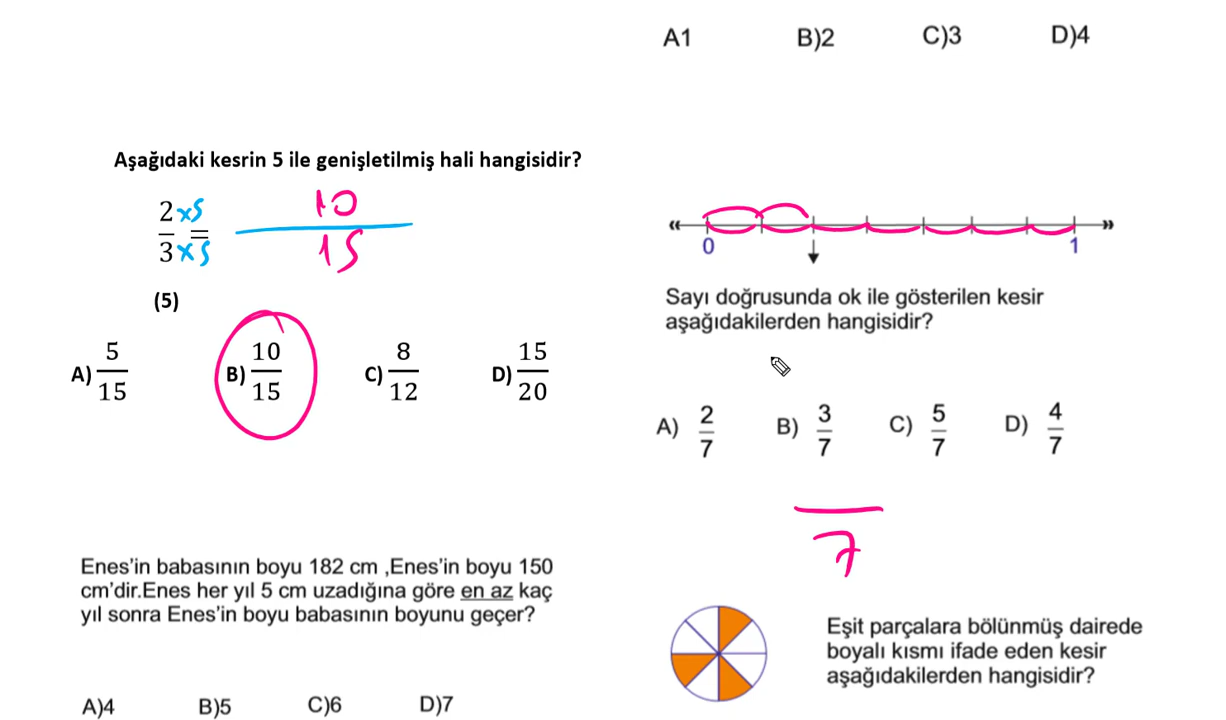 Aşağıdaki kesrin 5 ile genişletilmiş hali hangisidir?
2 x5 10
3 x5 = 15
(5)
A) 5/15 B) 10/15 C) 8/12 D) 15/20
Enes’in babasının boyu 182 cm ,Enes’in boyu 150
cm’dir.Enes her yıl 5 cm uzadığına göre en az kaç
yıl sonra Enes’in boyu babasının boyunu geçer?
A)4 B)5 C)6 D)7
A1 B)2 C)3 D)4
0 1
Sayı doğrusunda ok ile gösterilen kesir
aşağıdakilerden hangisidir?
A) 2/7 B) 3/7 C) 5/7 D) 4/7
7
Eşit parçalara bölünmüş dairede
boyalı kısmı ifade eden kesir
aşağıdakilerden hangisidir?